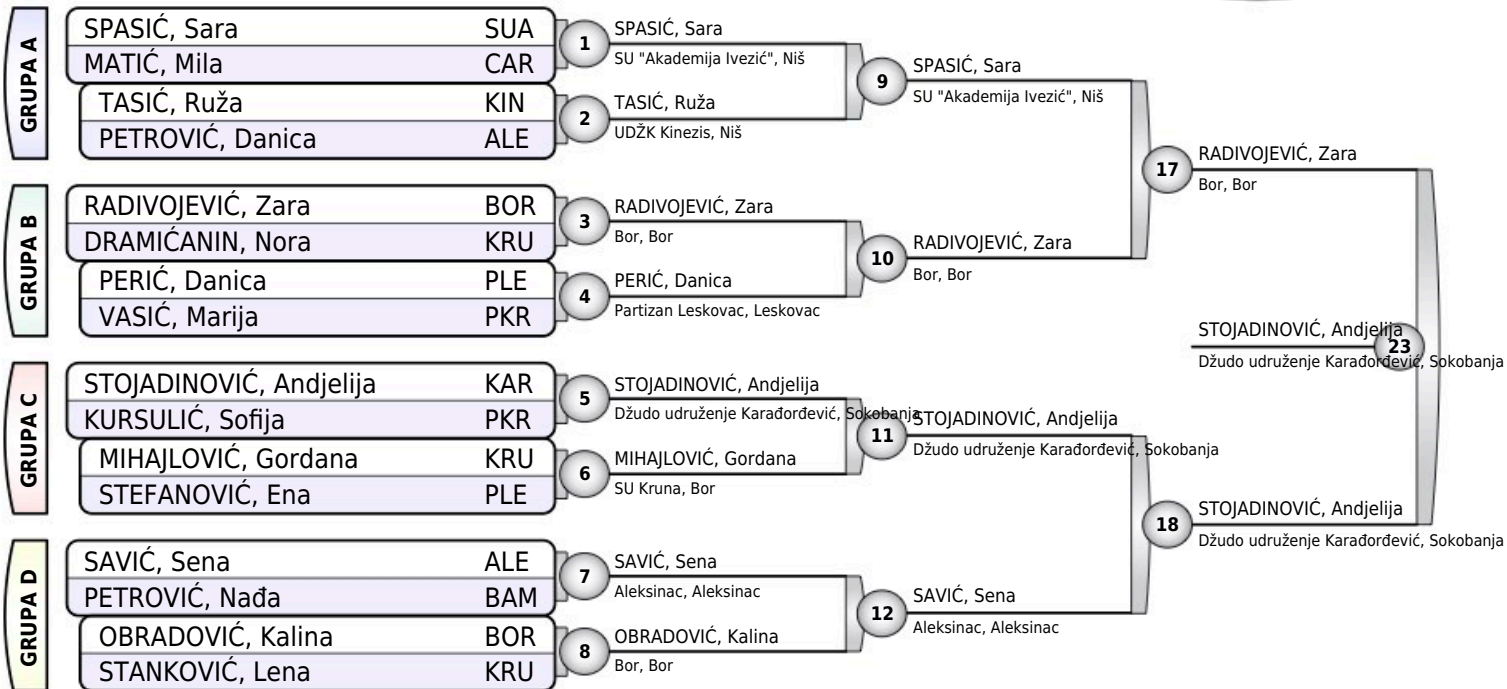 GRUPA A
SPASIĆ, Sara SUA
MATIĆ, Mila CAR
TASIĆ, Ruža KIN
PETROVIĆ, Danica ALE
GRUPA B
RADIVOJEVIĆ, Zara BOR
DRAMIĆANIN, Nora KRU
PERIĆ, Danica PLE
VASIĆ, Marija PKR
GRUPA C
STOJADINOVIĆ, Andjelija KAR
KURSULIĆ, Sofija PKR
MIHAJLOVIĆ, Gordana KRU
STEFANOVIĆ, Ena PLE
GRUPA D
SAVIĆ, Sena ALE
PETROVIĆ, Nađa BAM
OBRADOVIĆ, Kalina BOR
STANKOVIĆ, Lena KRU
1
SPASIĆ, Sara
SU "Akademija Ivezić", Niš
2
TASIĆ, Ruža
UDŽK Kinezis, Niš
3
RADIVOJEVIĆ, Zara
Bor, Bor
4
PERIĆ, Danica
Partizan Leskovac, Leskovac
5
STOJADINOVIĆ, Andjelija
Džudo udruženje Karađorđević, Sokobanja
6
MIHAJLOVIĆ, Gordana
SU Kruna, Bor
7
SAVIĆ, Sena
Aleksinac, Aleksinac
8
OBRADOVIĆ, Kalina
Bor, Bor
9
SPASIĆ, Sara
SU "Akademija Ivezić", Niš
10
RADIVOJEVIĆ, Zara
Bor, Bor
11
STOJADINOVIĆ, Andjelija
Džudo udruženje Karađorđević, Sokobanja
12
SAVIĆ, Sena
Aleksinac, Aleksinac
17
RADIVOJEVIĆ, Zara
Bor, Bor
18
STOJADINOVIĆ, Andjelija
Džudo udruženje Karađorđević, Sokobanja
23
STOJADINOVIĆ, Andjelija
Džudo udruženje Karađorđević, Sokobanja